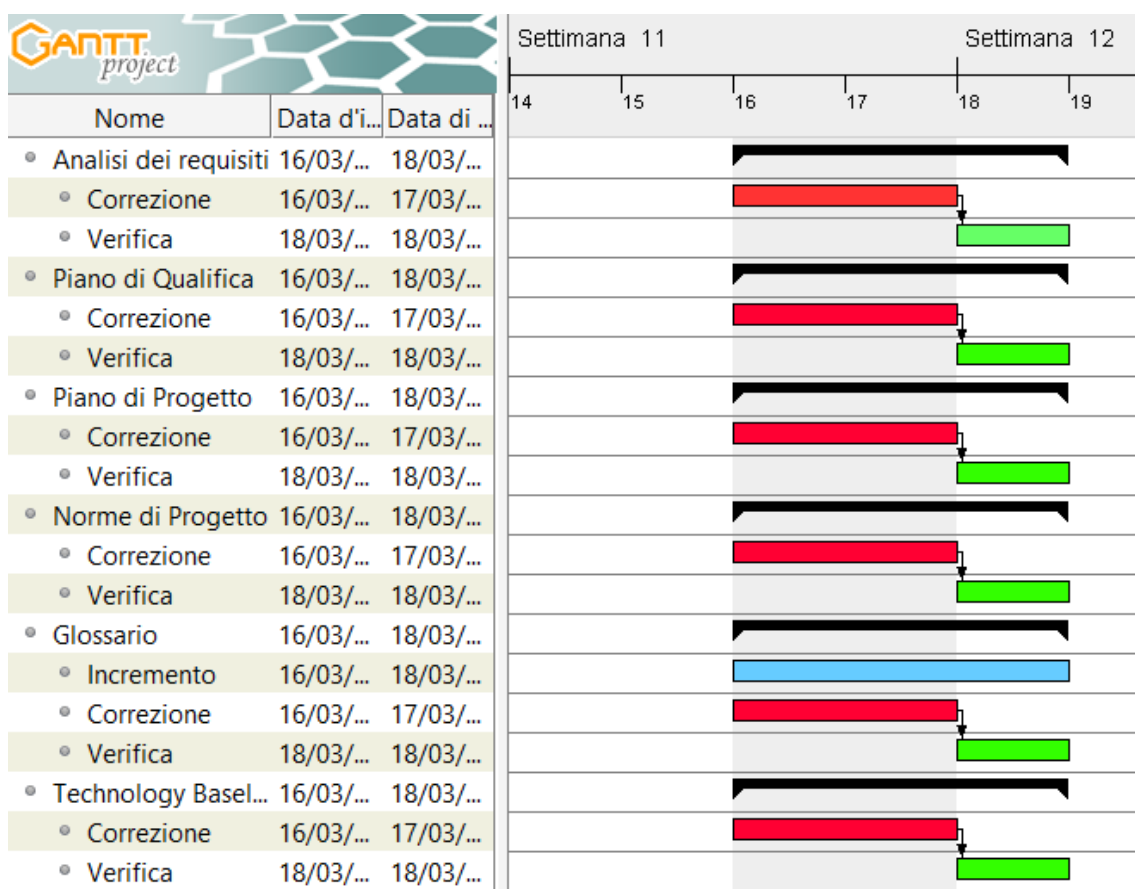 GANTT project
Settimana 11 Settimana 12
14 15 16 17 18 19
Nome Data d'i... Data di ...
Analisi dei requisiti 16/03/... 18/03/...
Correzione 16/03/... 17/03/...
Verifica 18/03/... 18/03/...
Piano di Qualifica 16/03/... 18/03/...
Correzione 16/03/... 17/03/...
Verifica 18/03/... 18/03/...
Piano di Progetto 16/03/... 18/03/...
Correzione 16/03/... 17/03/...
Verifica 18/03/... 18/03/...
Norme di Progetto 16/03/... 18/03/...
Correzione 16/03/... 17/03/...
Verifica 18/03/... 18/03/...
Glossario 16/03/... 18/03/...
Incremento 16/03/... 18/03/...
Correzione 16/03/... 17/03/...
Verifica 18/03/... 18/03/...
Technology Basel... 16/03/... 18/03/...
Correzione 16/03/... 17/03/...
Verifica 18/03/... 18/03/...